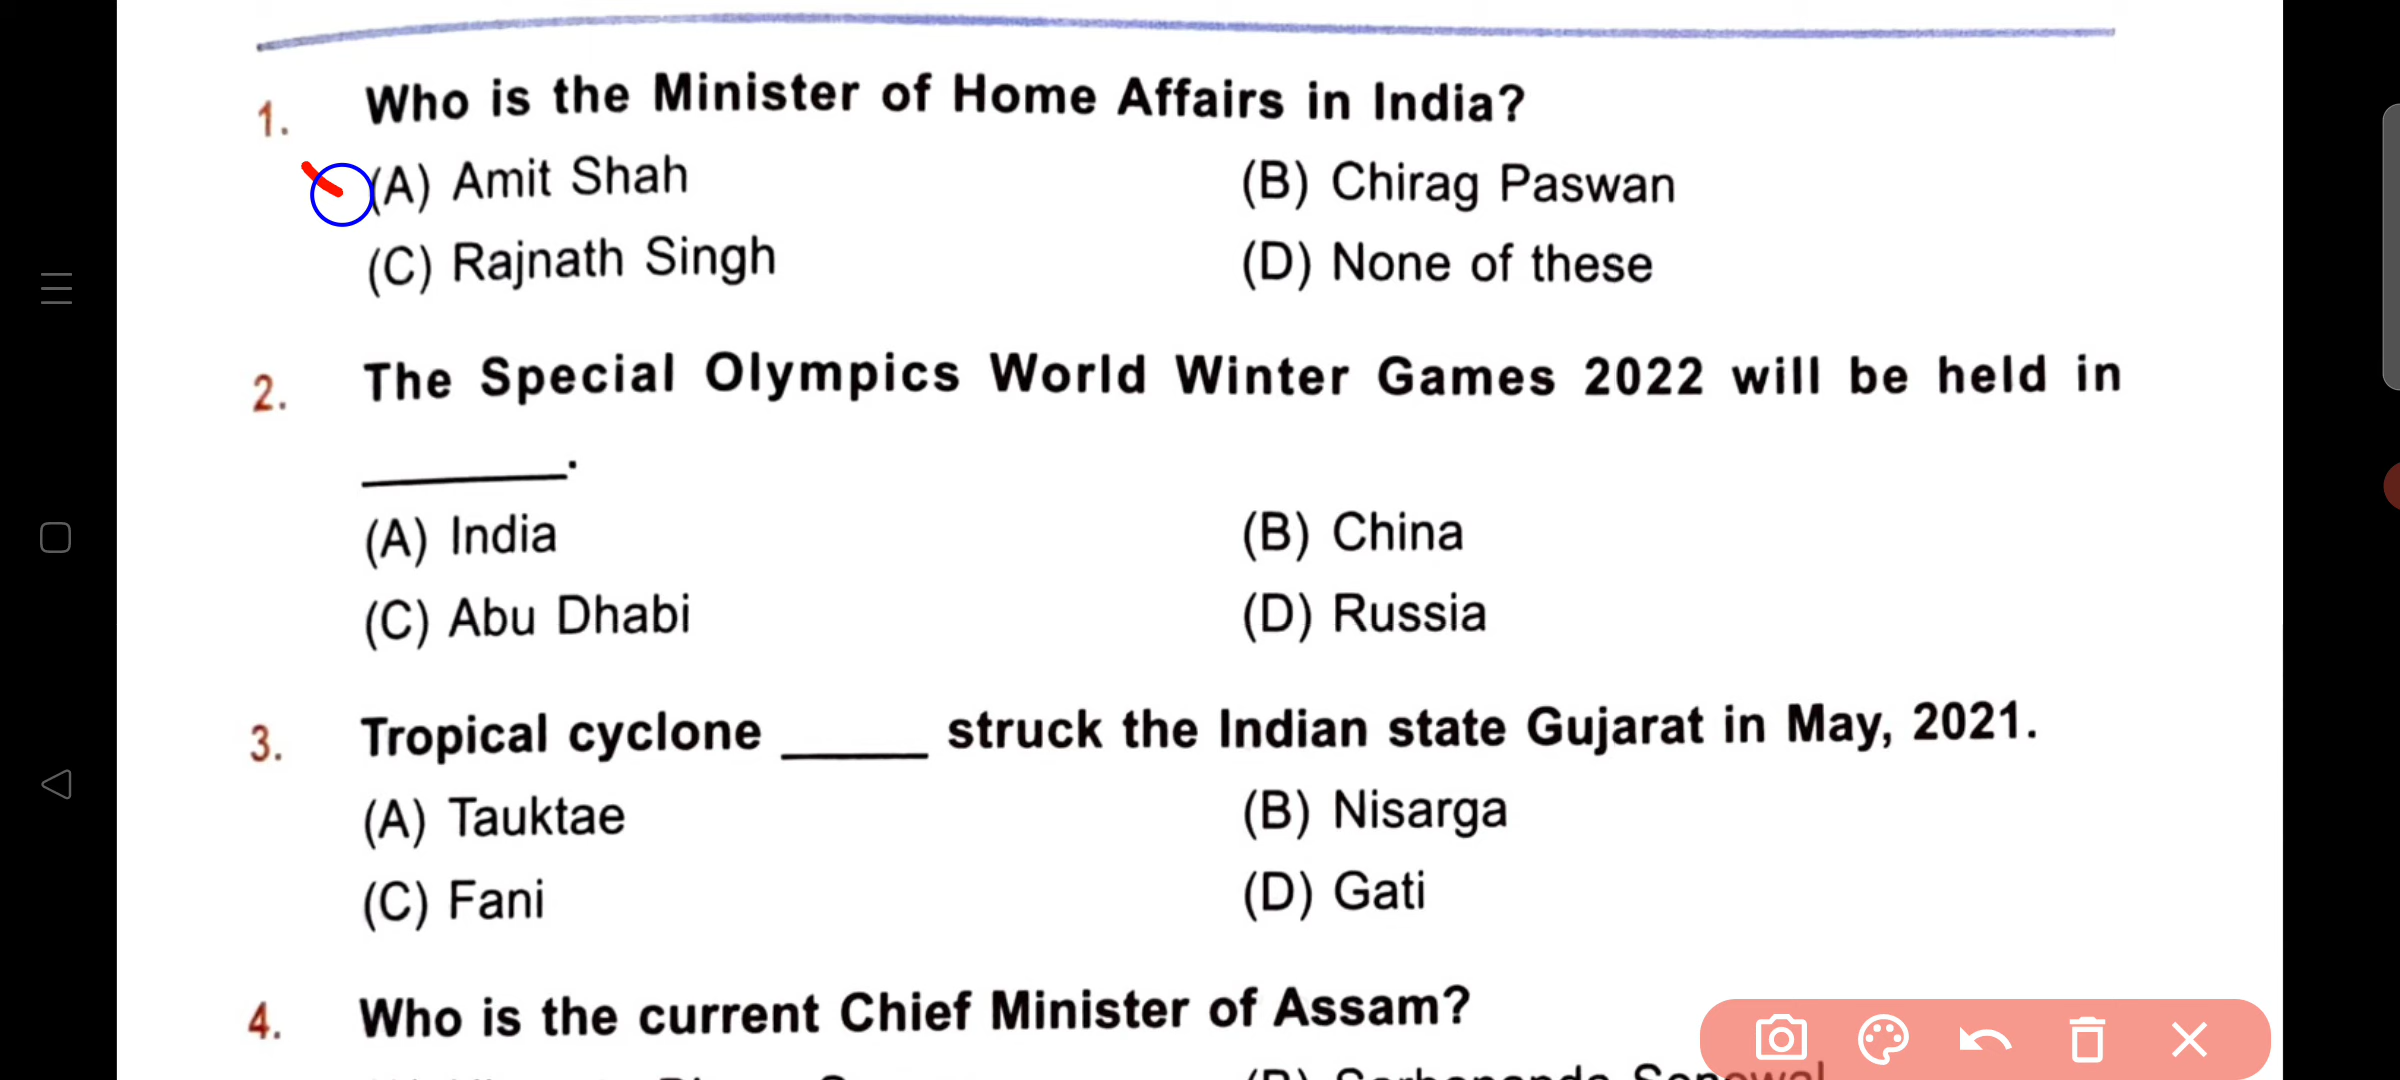 1. Who is the Minister of Home Affairs in India?
(A) Amit Shah (B) Chirag Paswan
(C) Rajnath Singh (D) None of these
2. The Special Olympics World Winter Games 2022 will be held in
______.
(A) India (B) China
(C) Abu Dhabi (D) Russia
3. Tropical cyclone _____ struck the Indian state Gujarat in May, 2021.
(A) Tauktae (B) Nisarga
(C) Fani (D) Gati
4. Who is the current Chief Minister of Assam?